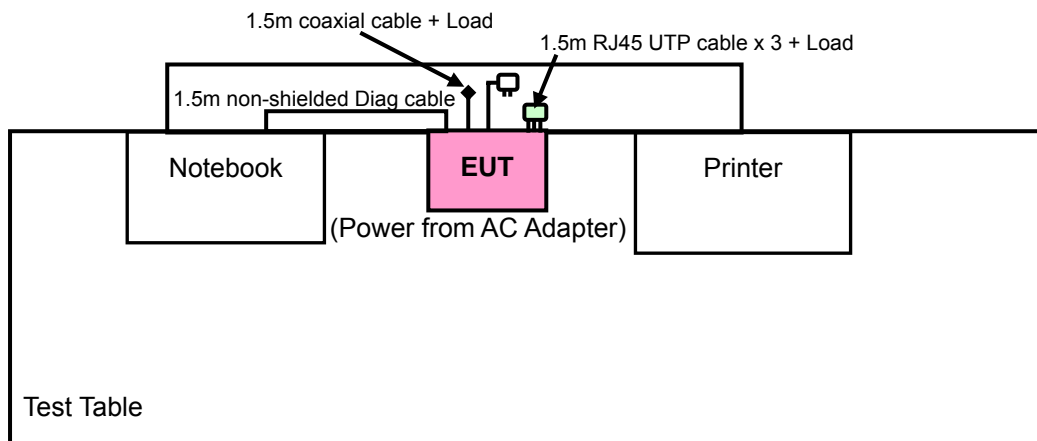 1.5m coaxial cable + Load
1.5m RJ45 UTP cable x 3 + Load
1.5m non-shielded Diag cable
Notebook
EUT
Printer
(Power from AC Adapter)
Test Table